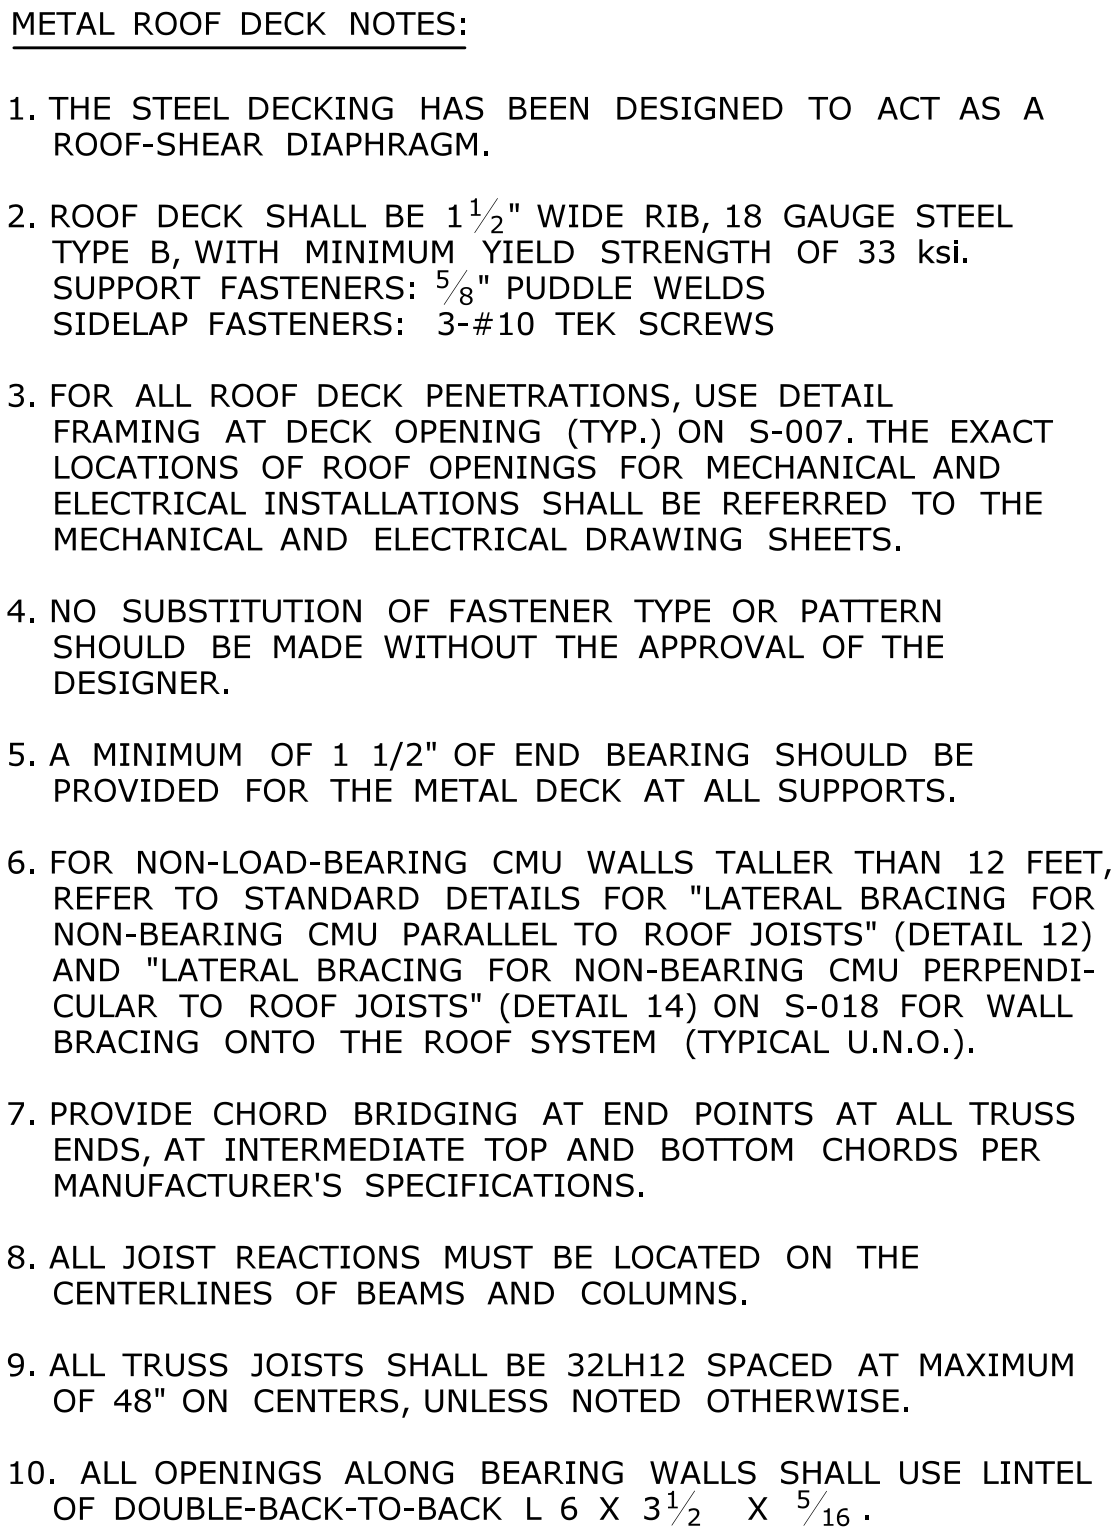 METAL ROOF DECK NOTES:
1. THE STEEL DECKING HAS BEEN DESIGNED TO ACT AS A
ROOF-SHEAR DIAPHRAGM.
2. ROOF DECK SHALL BE 1 1/2" WIDE RIB, 18 GAUGE STEEL
TYPE B, WITH MINIMUM YIELD STRENGTH OF 33 ksi.
SUPPORT FASTENERS: 5/8" PUDDLE WELDS
SIDELAP FASTENERS: 3-#10 TEK SCREWS
3. FOR ALL ROOF DECK PENETRATIONS, USE DETAIL
FRAMING AT DECK OPENING (TYP.) ON S-007. THE EXACT
LOCATIONS OF ROOF OPENINGS FOR MECHANICAL AND
ELECTRICAL INSTALLATIONS SHALL BE REFERRED TO THE
MECHANICAL AND ELECTRICAL DRAWING SHEETS.
4. NO SUBSTITUTION OF FASTENER TYPE OR PATTERN
SHOULD BE MADE WITHOUT THE APPROVAL OF THE
DESIGNER.
5. A MINIMUM OF 1 1/2" OF END BEARING SHOULD BE
PROVIDED FOR THE METAL DECK AT ALL SUPPORTS.
6. FOR NON-LOAD-BEARING CMU WALLS TALLER THAN 12 FEET,
REFER TO STANDARD DETAILS FOR "LATERAL BRACING FOR
NON-BEARING CMU PARALLEL TO ROOF JOISTS" (DETAIL 12)
AND "LATERAL BRACING FOR NON-BEARING CMU PERPENDI-
CULAR TO ROOF JOISTS" (DETAIL 14) ON S-018 FOR WALL
BRACING ONTO THE ROOF SYSTEM (TYPICAL U.N.O.).
7. PROVIDE CHORD BRIDGING AT END POINTS AT ALL TRUSS
ENDS, AT INTERMEDIATE TOP AND BOTTOM CHORDS PER
MANUFACTURER'S SPECIFICATIONS.
8. ALL JOIST REACTIONS MUST BE LOCATED ON THE
CENTERLINES OF BEAMS AND COLUMNS.
9. ALL TRUSS JOISTS SHALL BE 32LH12 SPACED AT MAXIMUM
OF 48" ON CENTERS, UNLESS NOTED OTHERWISE.
10. ALL OPENINGS ALONG BEARING WALLS SHALL USE LINTEL
OF DOUBLE-BACK-TO-BACK L 6 X 3 1/2 X 5/16.